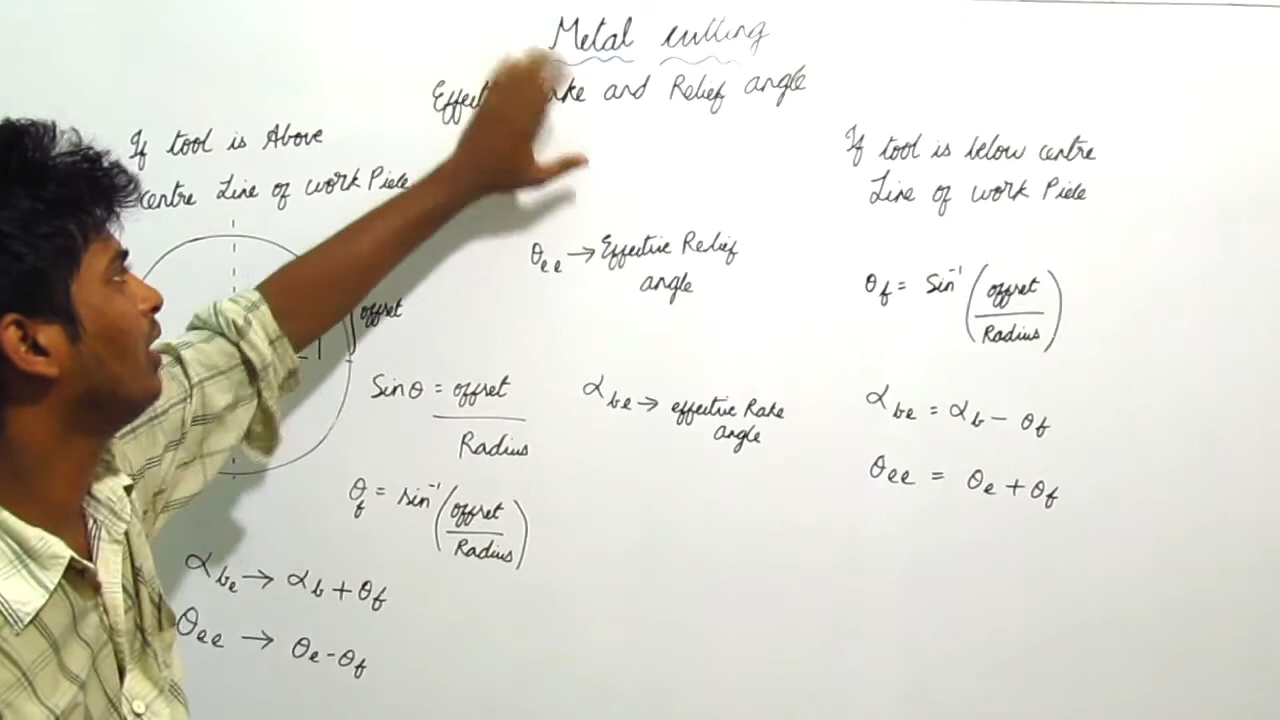 Metal cutting
and Relief angle
If tool is Above
centre Line of work Piece
offset
Sinθ = offset
Radius
θf = sin⁻¹(offset
Radius)
αbe → αb + θf
θee → θe - θf
θee → Effective Relief
angle
αbe → effective Rake
angle
If tool is below centre
Line of work Piece
θf = Sin⁻¹(offset
Radius)
αbe = αb - θf
θee = θe + θf